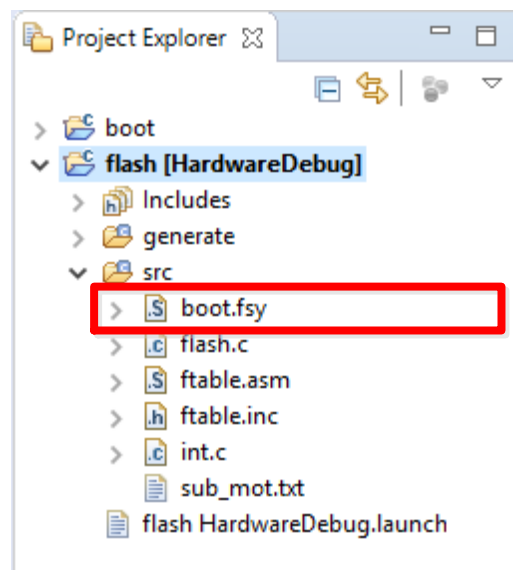 Project Explorer
boot
flash [HardwareDebug]
Includes
generate
src
boot.fsy
flash.c
ftable.asm
ftable.inc
int.c
sub_mot.txt
flash HardwareDebug.launch